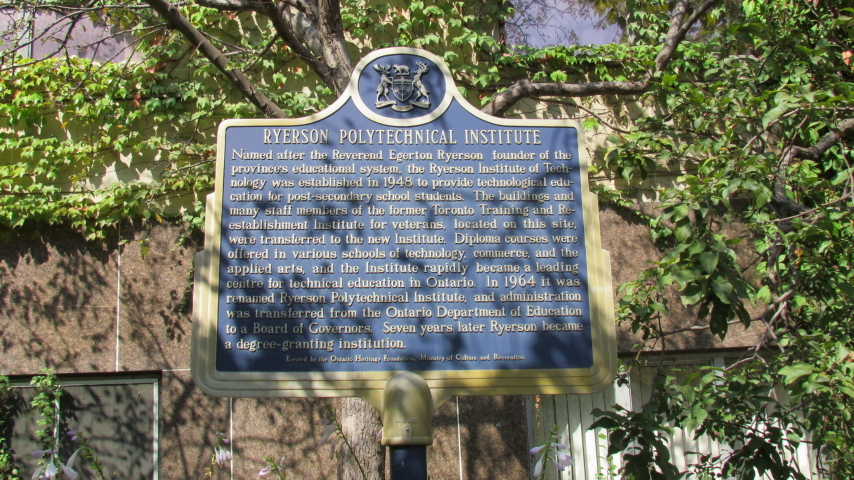 RYERSON POLYTECHNICAL INSTITUTE
Named after the Reverend Egerton Ryerson founder of the
province's educational system, the Ryerson Institute of Tech-
nology was established in 1948 to provide technological edu-
cation for post-secondary school students. The buildings and
many staff members of the former Toronto Training and Re-
establishment Institute for veterans, located on this site,
were transferred to the new Institute. Diploma courses were
offered in various schools of technology, commerce, and the
applied arts, and the Institute rapidly became a leading
centre for technical education in Ontario. In 1964 it was
renamed Ryerson Polytechnical Institute, and administration
was transferred from the Ontario Department of Education
to a Board of Governors. Seven years later Ryerson became
a degree-granting institution.
Erected by the Ontario Heritage Foundation, Ministry of Culture and Recreation